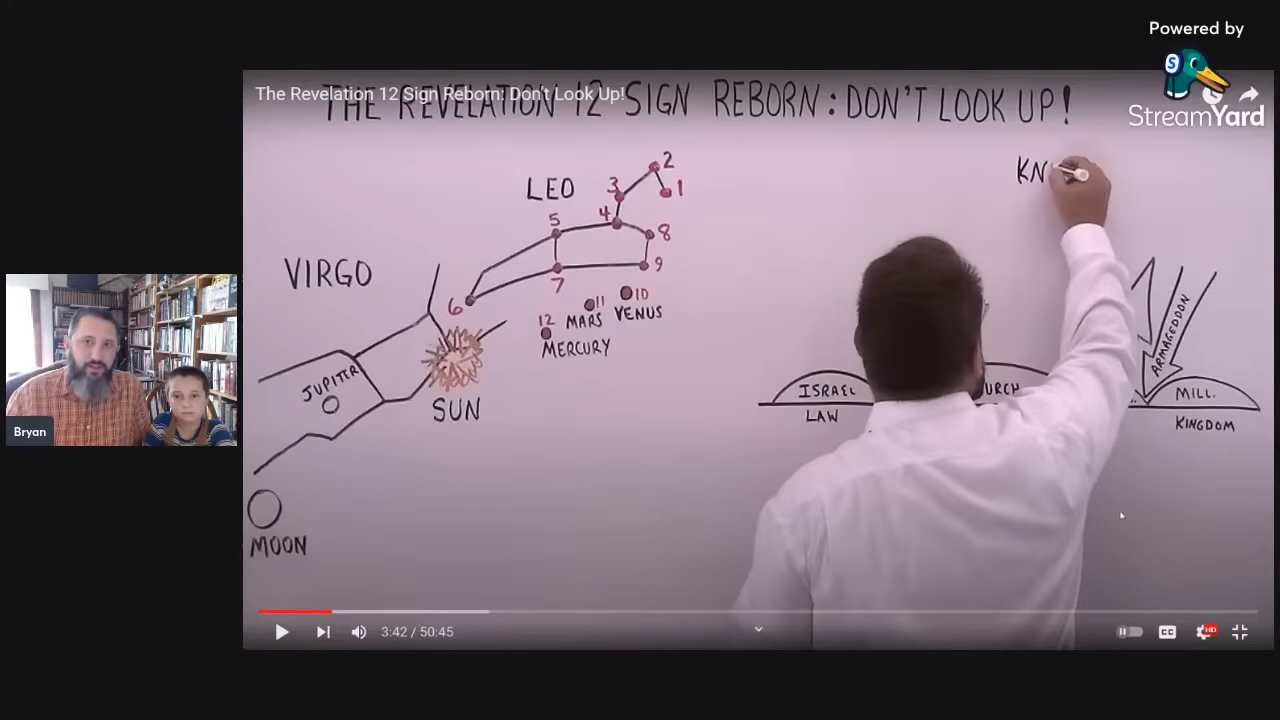 Powered by
StreamYard
The Revelation 12 Sign Reborn: Don't Look Up!
THE REVELATION 12 SIGN REBORN: DON'T LOOK UP!
KN
LEO
2
3
1
4
5
8
9
7
6
VIRGO
11
10
12
MARS
VENUS
MERCURY
JUPITER
SUN
ARMAGEDDON
ISRAEL
URCH
MILL.
LAW
KINGDOM
MOON
Bryan
3:42 / 50:45
CC
HD